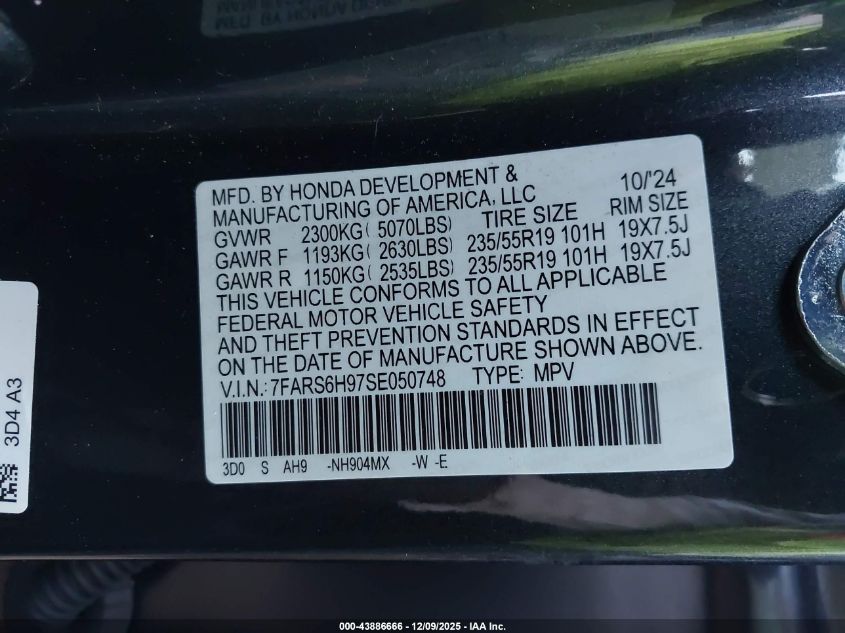 MFD. BY HONDA DEVELOPMENT &
MANUFACTURING OF AMERICA, LLC 10/'24
GVWR 2300KG( 5070LBS) TIRE SIZE RIM SIZE
GAWR F 1193KG( 2630LBS) 235/55R19 101H 19X7.5J
GAWR R 1150KG( 2535LBS) 235/55R19 101H 19X7.5J
THIS VEHICLE CONFORMS TO ALL APPLICABLE
FEDERAL MOTOR VEHICLE SAFETY
AND THEFT PREVENTION STANDARDS IN EFFECT
ON THE DATE OF MANUFACTURE SHOWN ABOVE.
V.I.N.: 7FARS6H97SE050748 TYPE: MPV
3D0 S AH9 -NH904MX -W -E
3D4 A3
000-43886666 - 12/09/2025 - IAA Inc.